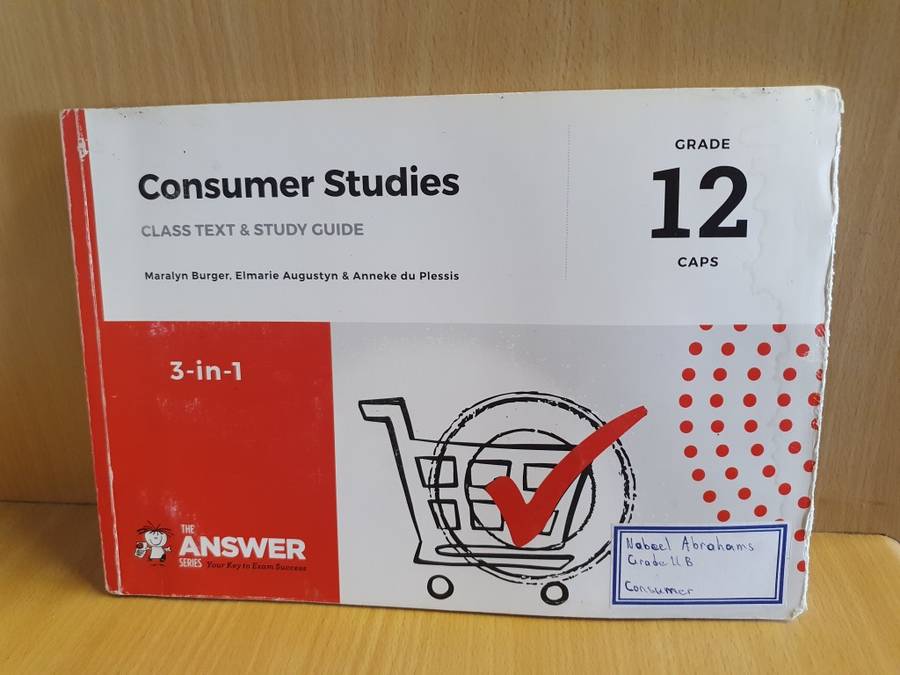 Consumer Studies
CLASS TEXT & STUDY GUIDE
Maralyn Burger, Elmarie Augustyn & Anneke du Plessis
GRADE
12
CAPS
3-in-1
THE
ANSWER
SERIES Your Key to Exam Success
Nabeel Abrahams
Grade 11 B
Consumer